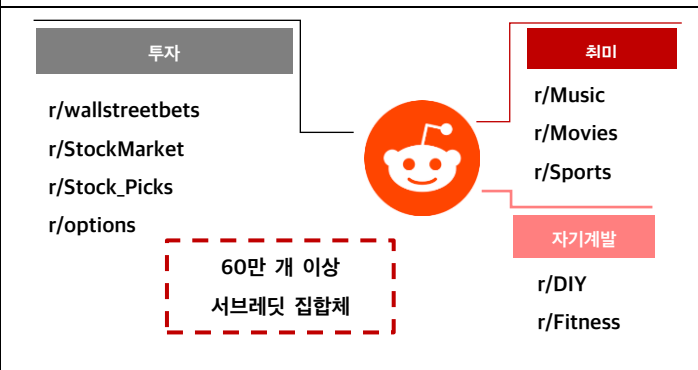 투자
r/wallstreetbets
r/StockMarket
r/Stock_Picks
r/options
60만 개 이상
서브레딧 집합체
취미
r/Music
r/Movies
r/Sports
자기계발
r/DIY
r/Fitness